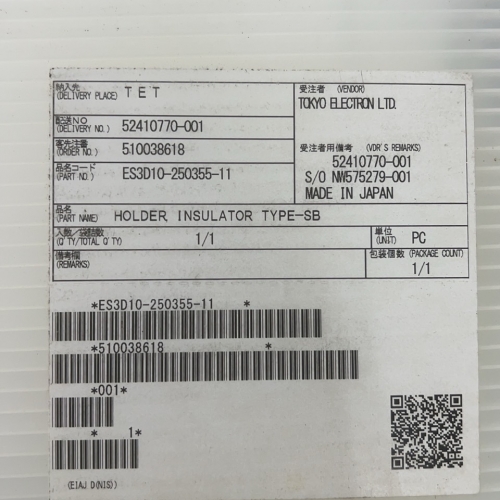 納入先
(DELIVERY PLACE) TET
受注者 (VENDOR)
TOKYO ELECTRON LTD.
配送NO
(DELIVERY NO.) 52410770-001
客先注番
(ORDER NO.) 510038618
品名コード
(PART NO.) ES3D10-250355-11
受注者用備考 (VDR'S REMARKS)
52410770-001
S/O NW575279-001
MADE IN JAPAN
品名
(PART NAME) HOLDER, INSULATOR TYPE-SB
入数/袋詰数
(Q'TY/TOTAL Q'TY) 1/1
単位
(UNIT) PC
備考欄
(REMARKS)
包装個数 (PACKAGE COUNT)
1/1
*ES3D10-250355-11 *
*510038618 *
*001*
* 1*
(EIAJ D(NIS))